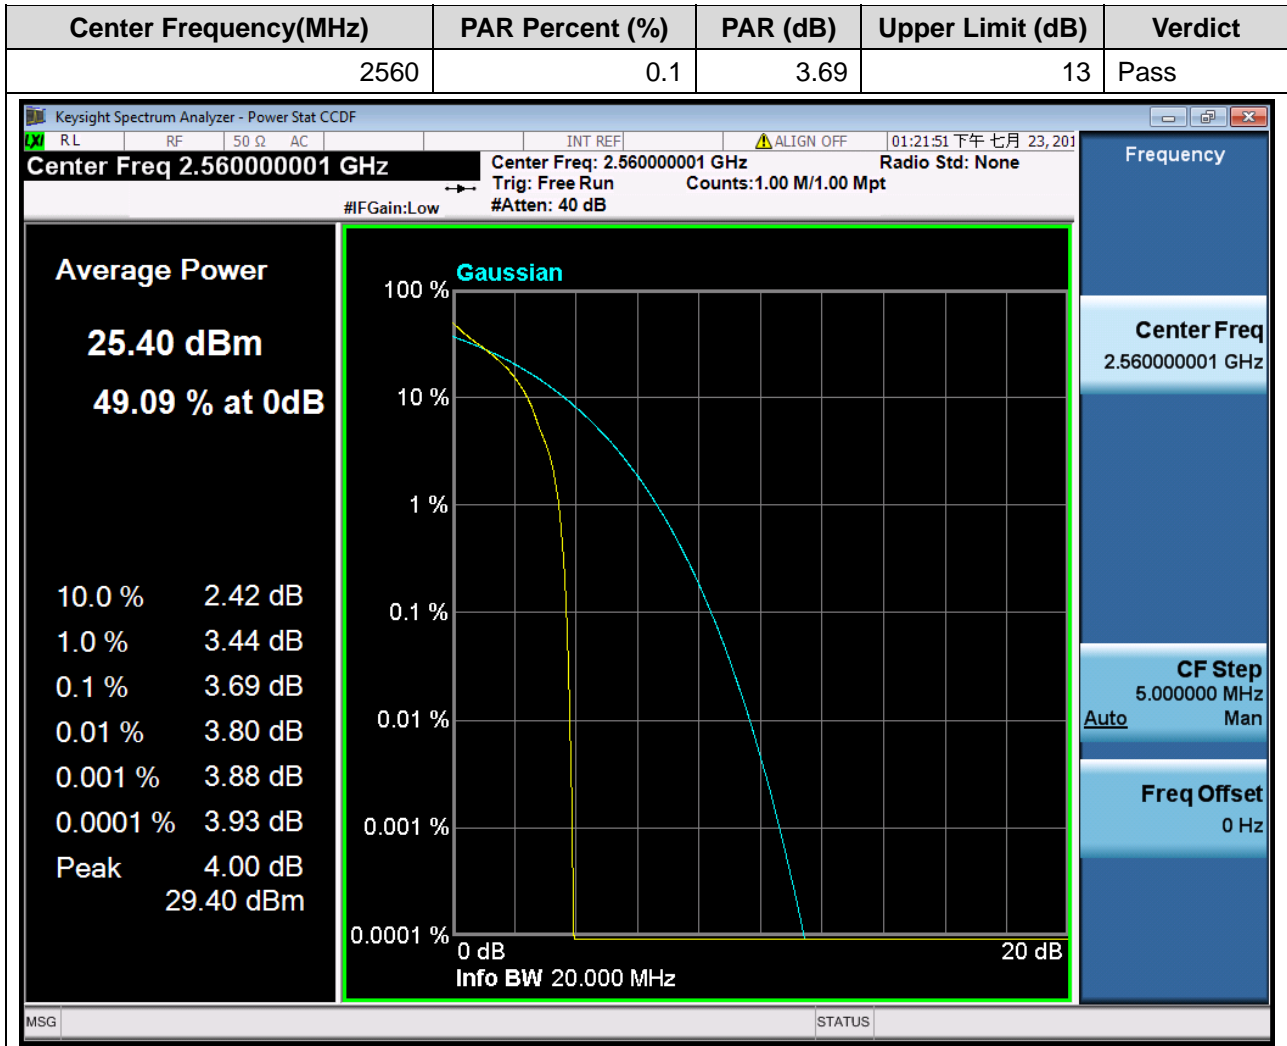 Center Frequency(MHz) PAR Percent (%) PAR (dB) Upper Limit (dB) Verdict
2560 0.1 3.69 13 Pass
Keysight Spectrum Analyzer - Power Stat CCDF
LXI RL RF 50 Ω AC INT REF ALIGN OFF 01:21:51 下午 七月 23, 201
Center Freq 2.560000001 GHz
#IFGain:Low
Center Freq: 2.560000001 GHz Radio Std: None
Trig: Free Run Counts:1.00 M/1.00 Mpt
#Atten: 40 dB
Average Power
25.40 dBm
49.09 % at 0dB
10.0 % 2.42 dB
1.0 % 3.44 dB
0.1 % 3.69 dB
0.01 % 3.80 dB
0.001 % 3.88 dB
0.0001 % 3.93 dB
Peak 4.00 dB
29.40 dBm
Gaussian
100 %
10 %
1 %
0.1 %
0.01 %
0.001 %
0.0001 %
0 dB 20 dB
Info BW 20.000 MHz
Frequency
Center Freq
2.560000001 GHz
CF Step
5.000000 MHz
Auto Man
Freq Offset
0 Hz
MSG STATUS